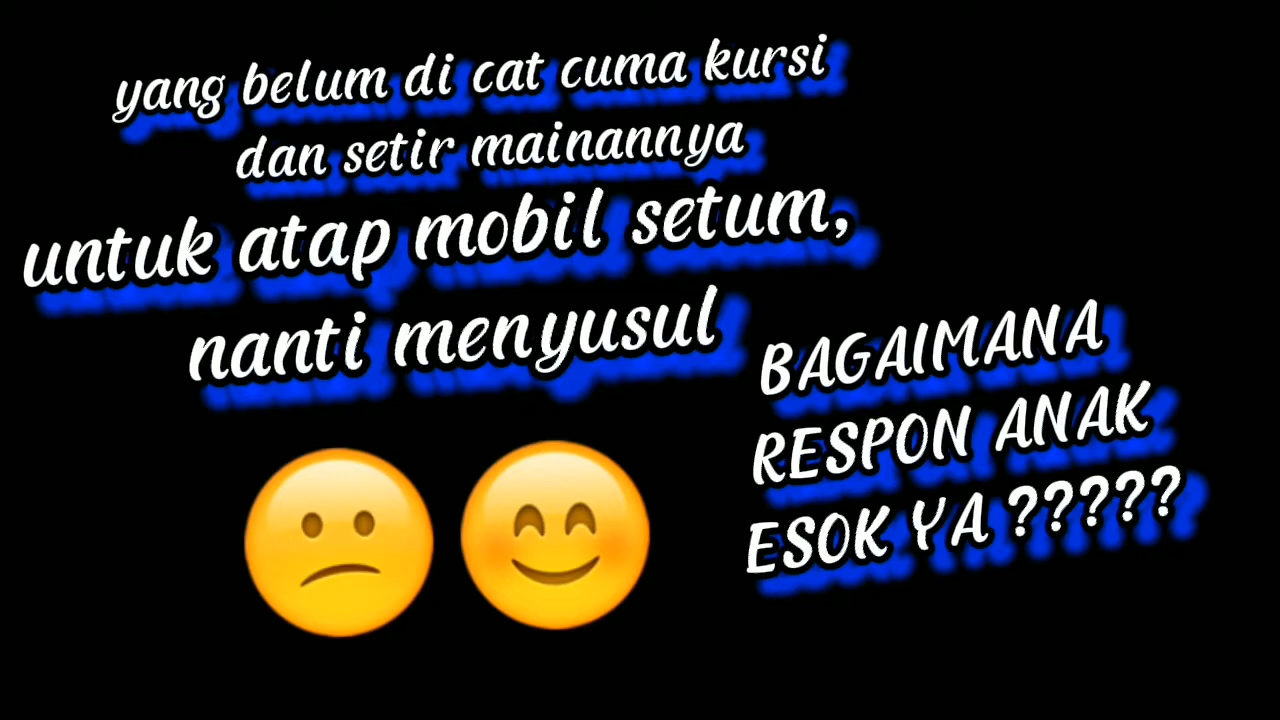 yang belum di cat cuma kursi
dan setir mainannya
untuk atap mobil setum,
nanti menyusul
BAGAIMANA
RESPON ANAK
ESOK YA ?????